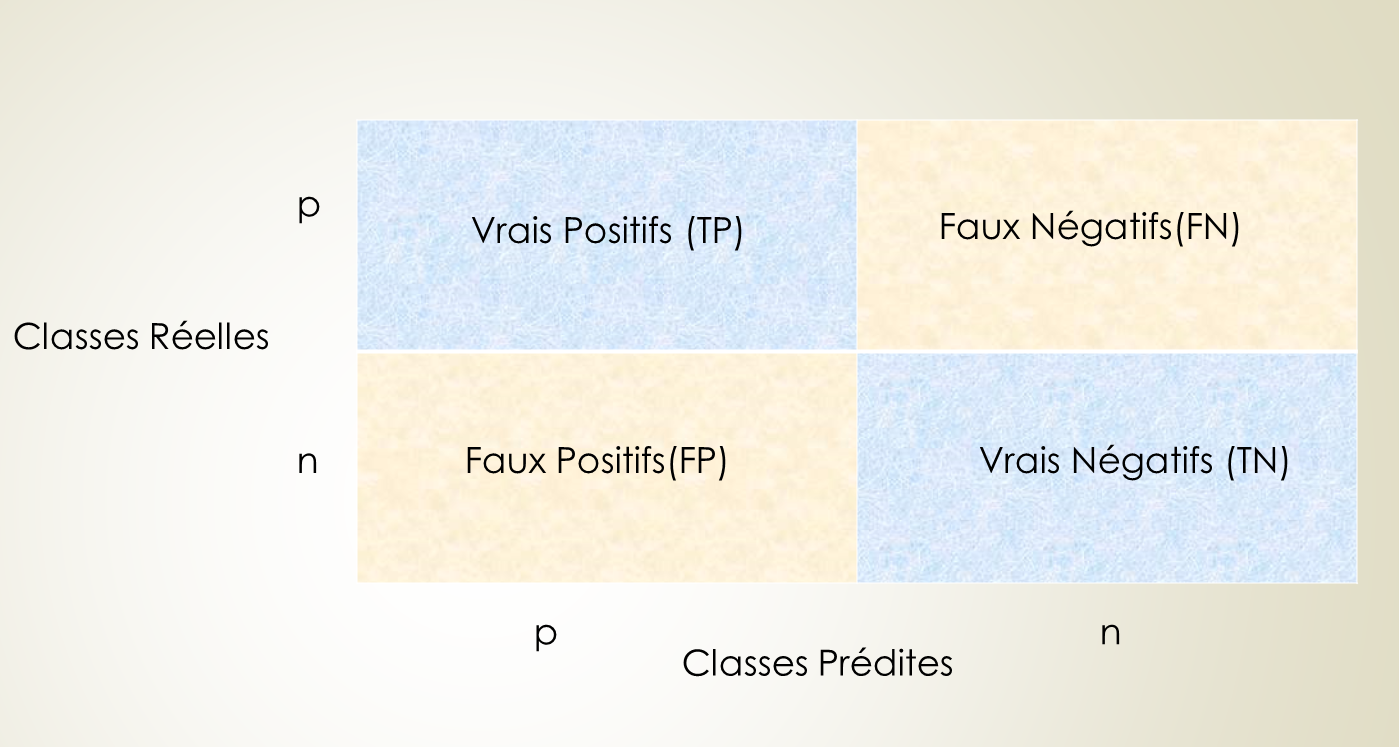 p
Vrais Positifs (TP)
Faux Négatifs(FN)
Classes Réelles
n
Faux Positifs(FP)
Vrais Négatifs (TN)
p
n
Classes Prédites